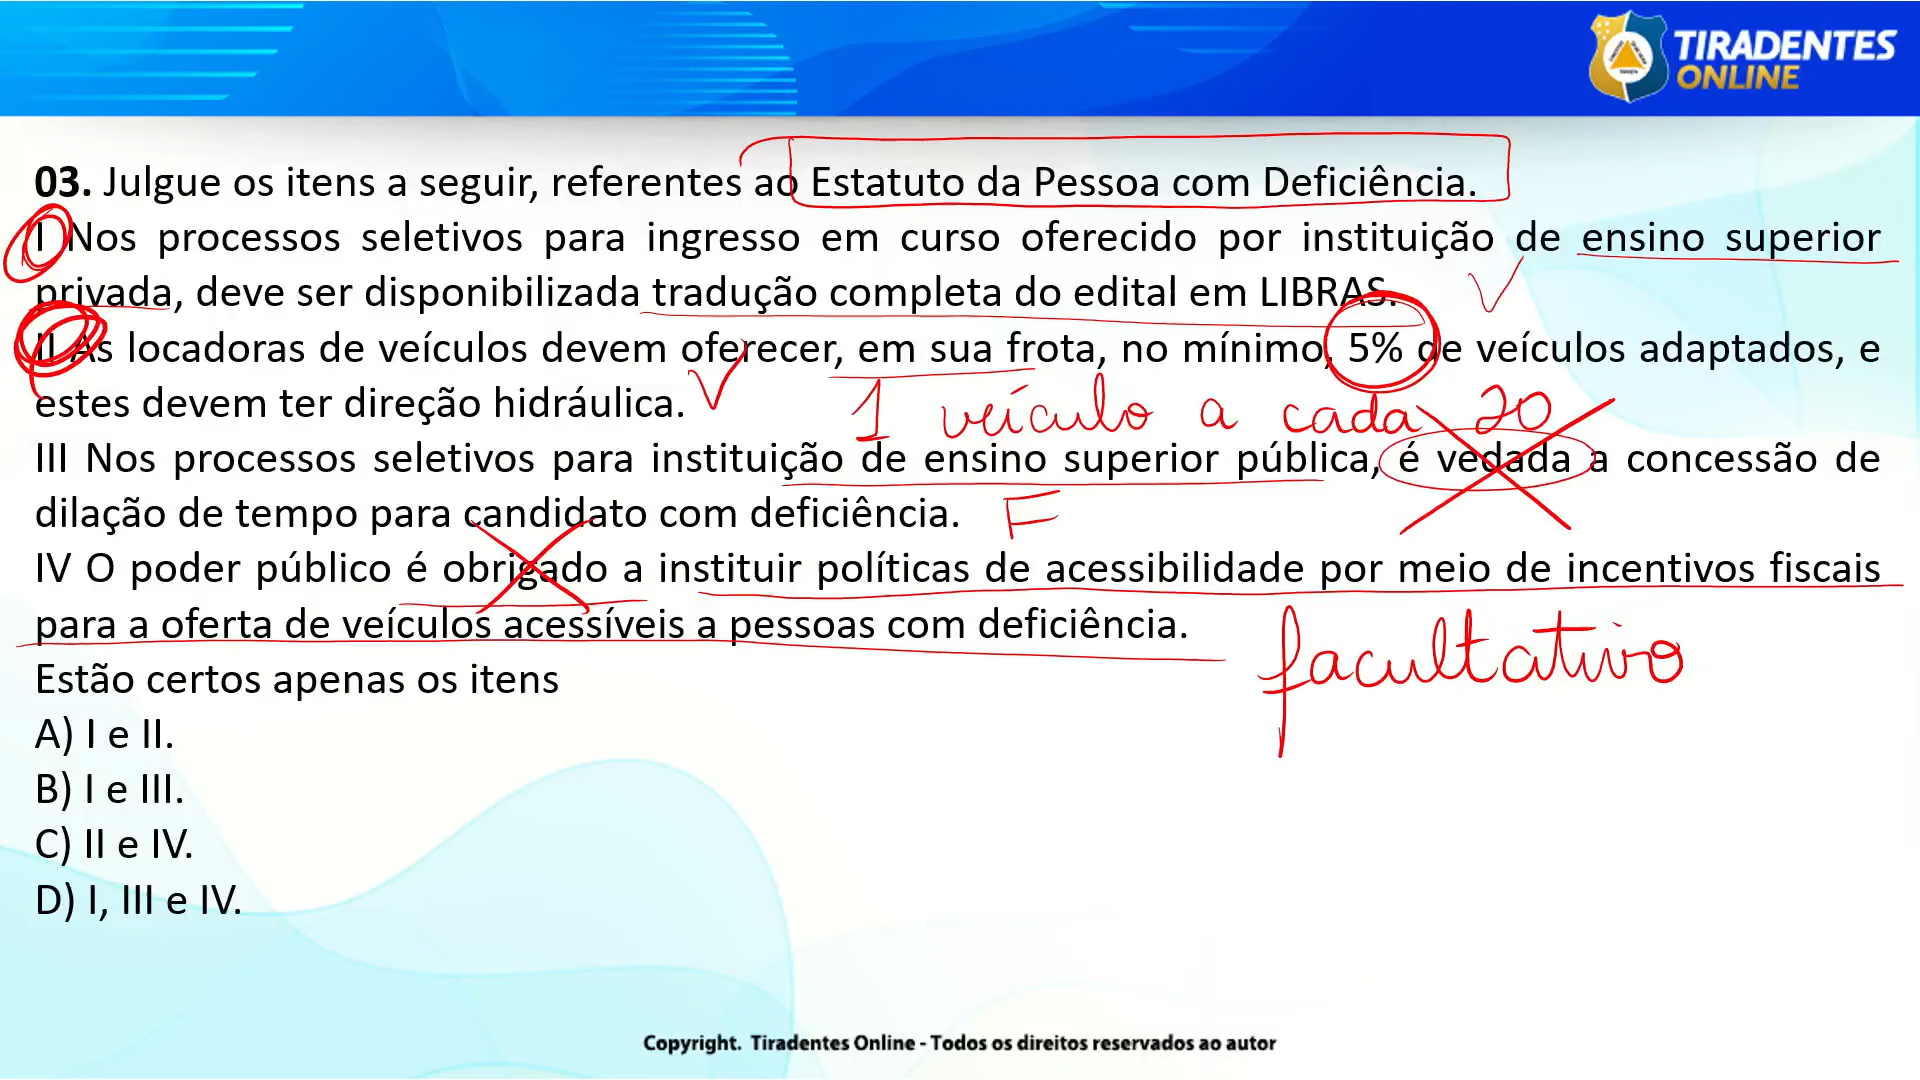 TIRADENTES
ONLINE
03. Julgue os itens a seguir, referentes ao Estatuto da Pessoa com Deficiência.
I Nos processos seletivos para ingresso em curso oferecido por instituição de ensino superior
privada, deve ser disponibilizada tradução completa do edital em LIBRAS.
II As locadoras de veículos devem oferecer, em sua frota, no mínimo, 5% de veículos adaptados, e
estes devem ter direção hidráulica.
1 veículo a cada 20
III Nos processos seletivos para instituição de ensino superior pública, é vedada a concessão de
dilação de tempo para candidato com deficiência. F
IV O poder público é obrigado a instituir políticas de acessibilidade por meio de incentivos fiscais
para a oferta de veículos acessíveis a pessoas com deficiência.
facultativo
Estão certos apenas os itens
A) I e II.
B) I e III.
C) II e IV.
D) I, III e IV.
Copyright. Tiradentes Online - Todos os direitos reservados ao autor